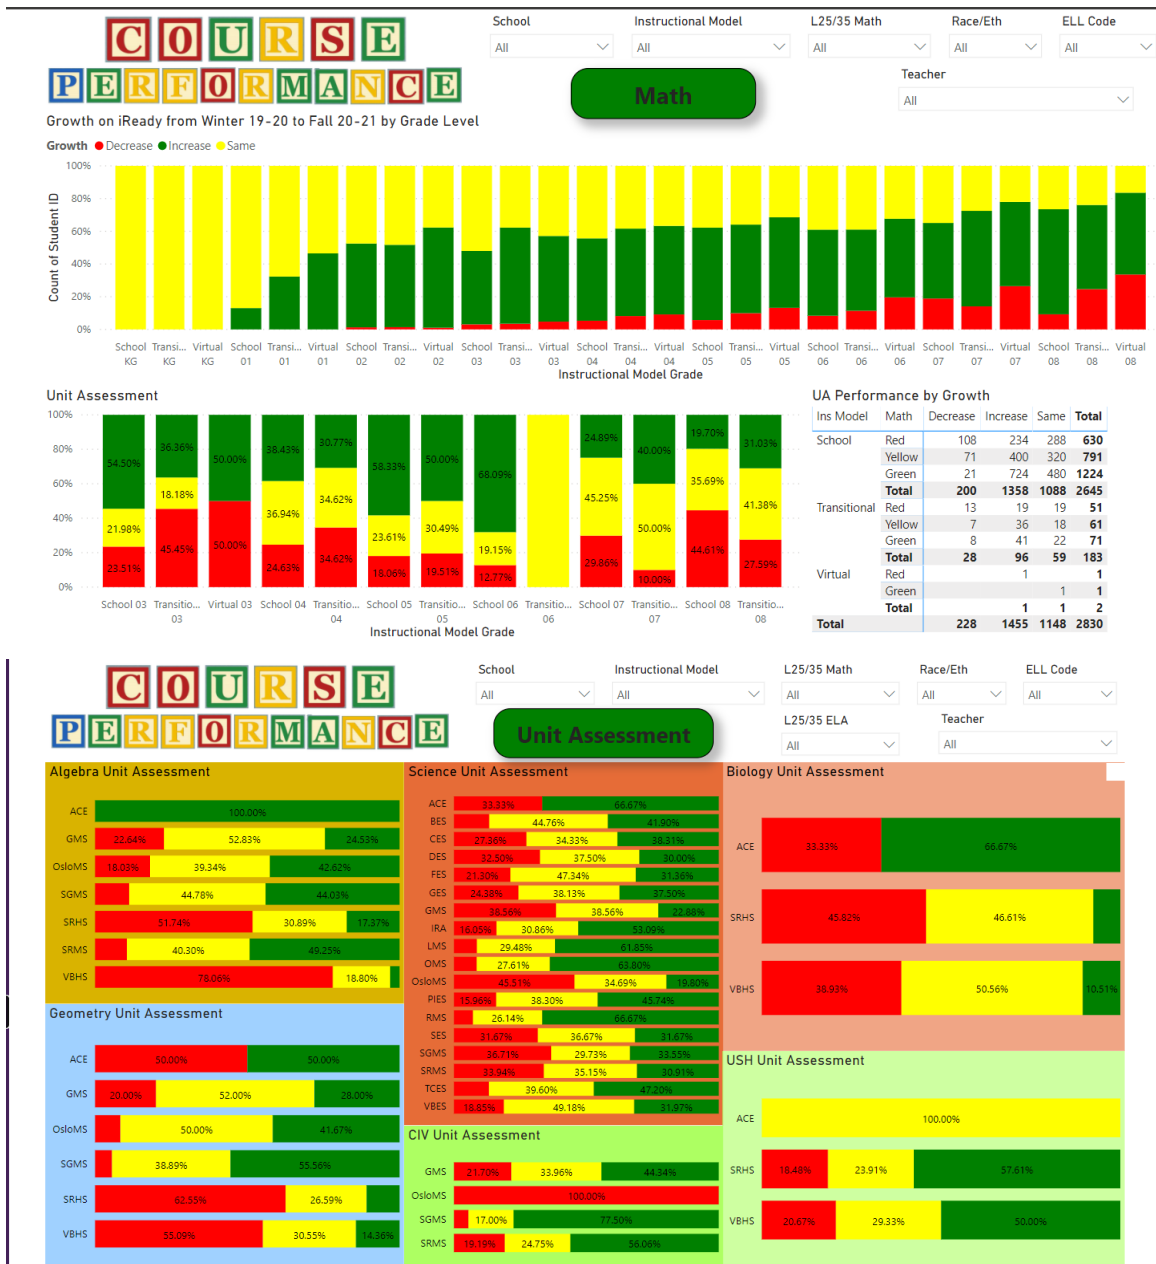 COURSE
PERFORMANCE
School Instructional Model L25/35 Math Race/Eth ELL Code
All All All All All
Math
Teacher
All
Growth on iReady from Winter 19-20 to Fall 20-21 by Grade Level
Growth Decrease Increase Same
Count of Student ID
100%
80%
60%
40%
20%
0%
School Transi... Virtual School Transi... Virtual School Transi... Virtual School Transi... Virtual School Transi... Virtual School Transi... Virtual School Transi... Virtual School Transi... Virtual School Transi... Virtual
KG KG KG 01 01 01 02 02 02 03 03 03 04 04 04 05 05 05 06 06 06 07 07 07 08 08 08
Instructional Model Grade
Unit Assessment
100%
80%
60%
40%
20%
0%
54.50% 36.36% 50.00% 38.43% 30.77% 58.33% 50.00% 68.09% 24.89% 40.00% 19.70% 31.03%
21.98% 18.18% 36.94% 34.62% 23.61% 30.49% 19.15% 45.25% 50.00% 35.69% 41.38%
23.51% 45.45% 50.00% 24.63% 34.62% 18.06% 19.51% 12.77% 29.86% 10.00% 44.61% 27.59%
School 03 Transitio... Virtual 03 School 04 Transitio... School 05 Transitio... School 06 Transitio... School 07 Transitio... School 08 Transitio...
03 04 05 06 07 08
Instructional Model Grade
UA Performance by Growth
Ins Model Math Decrease Increase Same Total
School Red 108 234 288 630
Yellow 71 400 320 791
Green 21 724 480 1224
Total 200 1358 1088 2645
Transitional Red 13 19 19 51
Yellow 7 36 18 61
Green 8 41 22 71
Total 28 96 59 183
Virtual Red 1 1
Green 1 1
Total 1 1 2
Total 228 1455 1148 2830
COURSE
PERFORMANCE
School Instructional Model L25/35 Math Race/Eth ELL Code
All All All All All
Unit Assessment
L25/35 ELA Teacher
All All
Algebra Unit Assessment
ACE 100.00%
GMS 22.64% 52.83% 24.53%
OsloMS 18.03% 39.34% 42.62%
SGMS 44.78% 44.03%
SRHS 51.74% 30.89% 17.37%
SRMS 40.30% 49.25%
VBHS 78.06% 18.80%
Geometry Unit Assessment
ACE 50.00% 50.00%
GMS 20.00% 52.00% 28.00%
OsloMS 50.00% 41.67%
SGMS 38.89% 55.56%
SRHS 62.55% 26.59%
VBHS 55.09% 30.55% 14.36%
Science Unit Assessment
ACE 33.33% 66.67%
BES 44.76% 41.90%
CES 27.36% 34.33% 38.31%
DES 32.50% 37.50% 30.00%
FES 21.30% 47.34% 31.36%
GES 24.38% 38.13% 37.50%
GMS 38.56% 38.56% 22.88%
IRA 16.05% 30.86% 53.09%
LMS 29.48% 61.85%
OMS 27.61% 63.80%
OsloMS 45.51% 34.69% 19.80%
PIES 15.96% 38.30% 45.74%
RMS 26.14% 66.67%
SES 31.67% 36.67% 31.67%
SGMS 36.71% 29.73% 33.55%
SRMS 33.94% 35.15% 30.91%
TCES 39.60% 47.20%
VBES 18.85% 49.18% 31.97%
CIV Unit Assessment
GMS 21.70% 33.96% 44.34%
OsloMS 100.00%
SGMS 17.00% 77.50%
SRMS 19.19% 24.75% 56.06%
Biology Unit Assessment
ACE 33.33% 66.67%
SRHS 45.82% 46.61%
VBHS 38.93% 50.56% 10.51%
USH Unit Assessment
ACE 100.00%
SRHS 18.48% 23.91% 57.61%
VBHS 20.67% 29.33% 50.00%